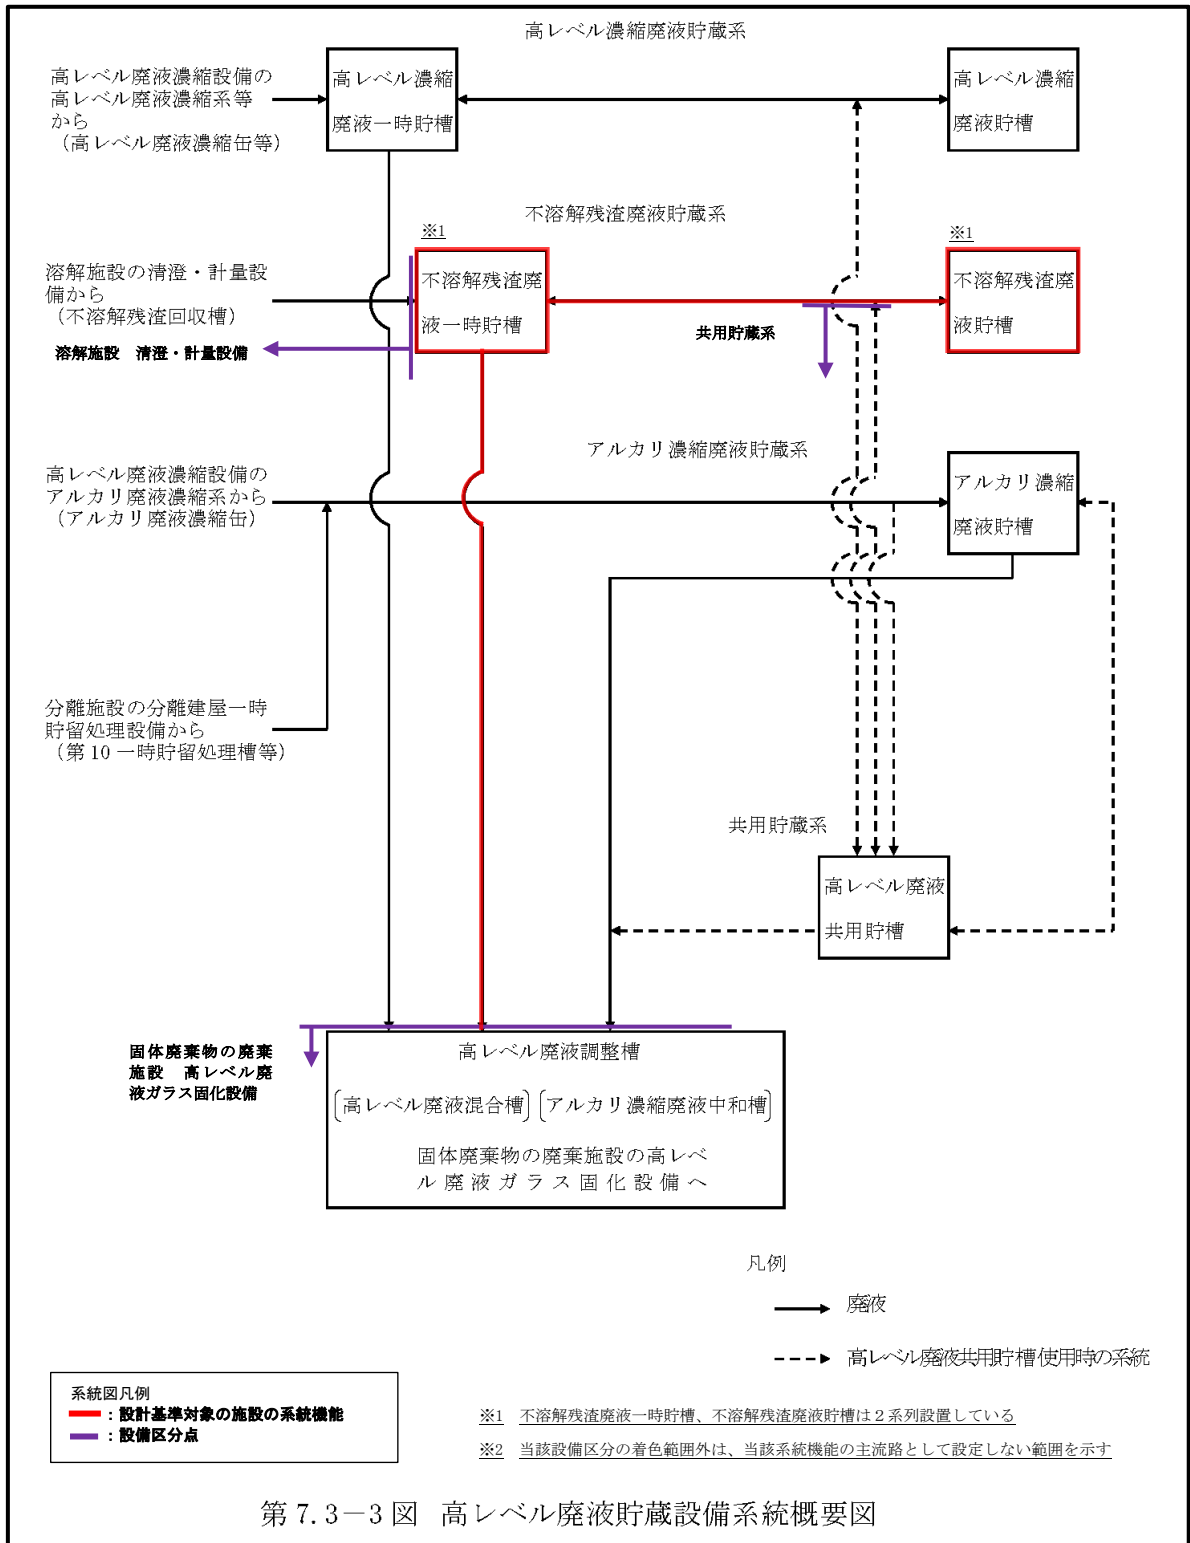 高レベル濃縮廃液貯蔵系
高レベル廃液濃縮設備の
高レベル廃液濃縮系等
から
（高レベル廃液濃縮缶等）
高レベル濃縮
廃液一時貯槽
高レベル濃縮
廃液貯槽
不溶解残渣廃液貯蔵系
※1
※1
溶解施設の清澄・計量設
備から
（不溶解残渣回収槽）
不溶解残渣廃
液一時貯槽
不溶解残渣廃
液貯槽
溶解施設　清澄・計量設備
共用貯蔵系
アルカリ濃縮廃液貯蔵系
高レベル廃液濃縮設備の
アルカリ廃液濃縮系から
（アルカリ廃液濃縮缶）
アルカリ濃縮
廃液貯槽
分離施設の分離建屋一時
貯留処理設備から
（第10一時貯留処理槽等）
共用貯蔵系
高レベル廃液
共用貯槽
固体廃棄物の廃棄
施設　高レベル廃
液ガラス固化設備
高レベル廃液調整槽
〔高レベル廃液混合槽〕〔アルカリ濃縮廃液中和槽〕
固体廃棄物の廃棄施設の高レベ
ル廃液ガラス固化設備へ
凡例
廃液
高レベル廃液共用貯槽使用時の系統
系統図凡例
：設計基準対象の施設の系統機能
：設備区分点
※1　不溶解残渣廃液一時貯槽、不溶解残渣廃液貯槽は２系列設置している
※2　当該設備区分の着色範囲外は、当該系統機能の主流路として設定しない範囲を示す
第7.3－3図　高レベル廃液貯蔵設備系統概要図